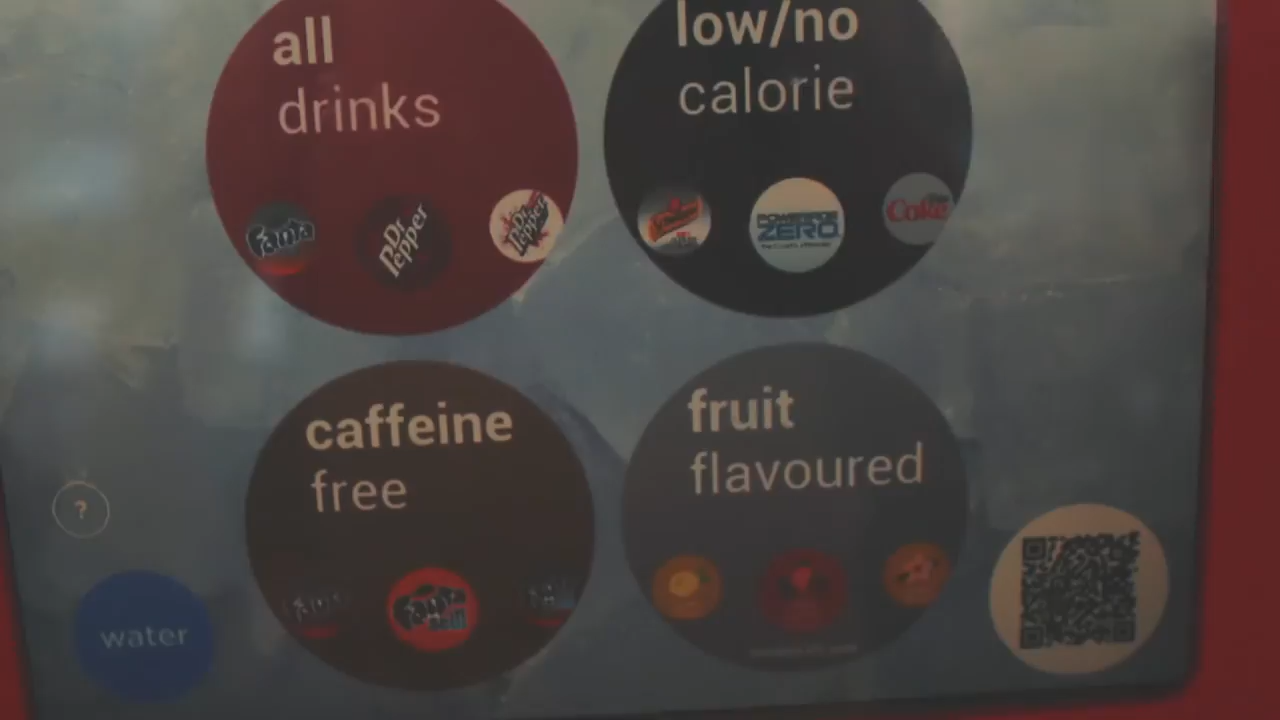 all
drinks
Fanta
Dr
Pepper
Dr
Pepper
low/no
calorie
POWERADE
ZERO
Coke
caffeine
free
Fanta
fruit
flavoured
?
water